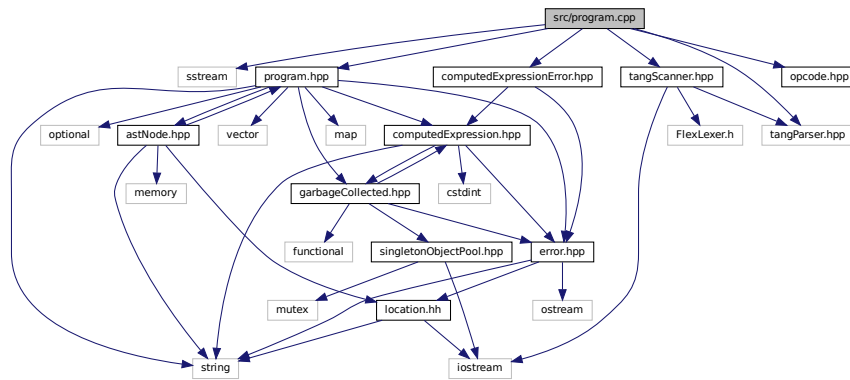 src/program.cpp
sstream
program.hpp
computedExpressionError.hpp
tangScanner.hpp
opcode.hpp
optional
astNode.hpp
vector
map
computedExpression.hpp
FlexLexer.h
tangParser.hpp
memory
garbageCollected.hpp
cstdint
functional
singletonObjectPool.hpp
error.hpp
mutex
location.hh
ostream
string
iostream